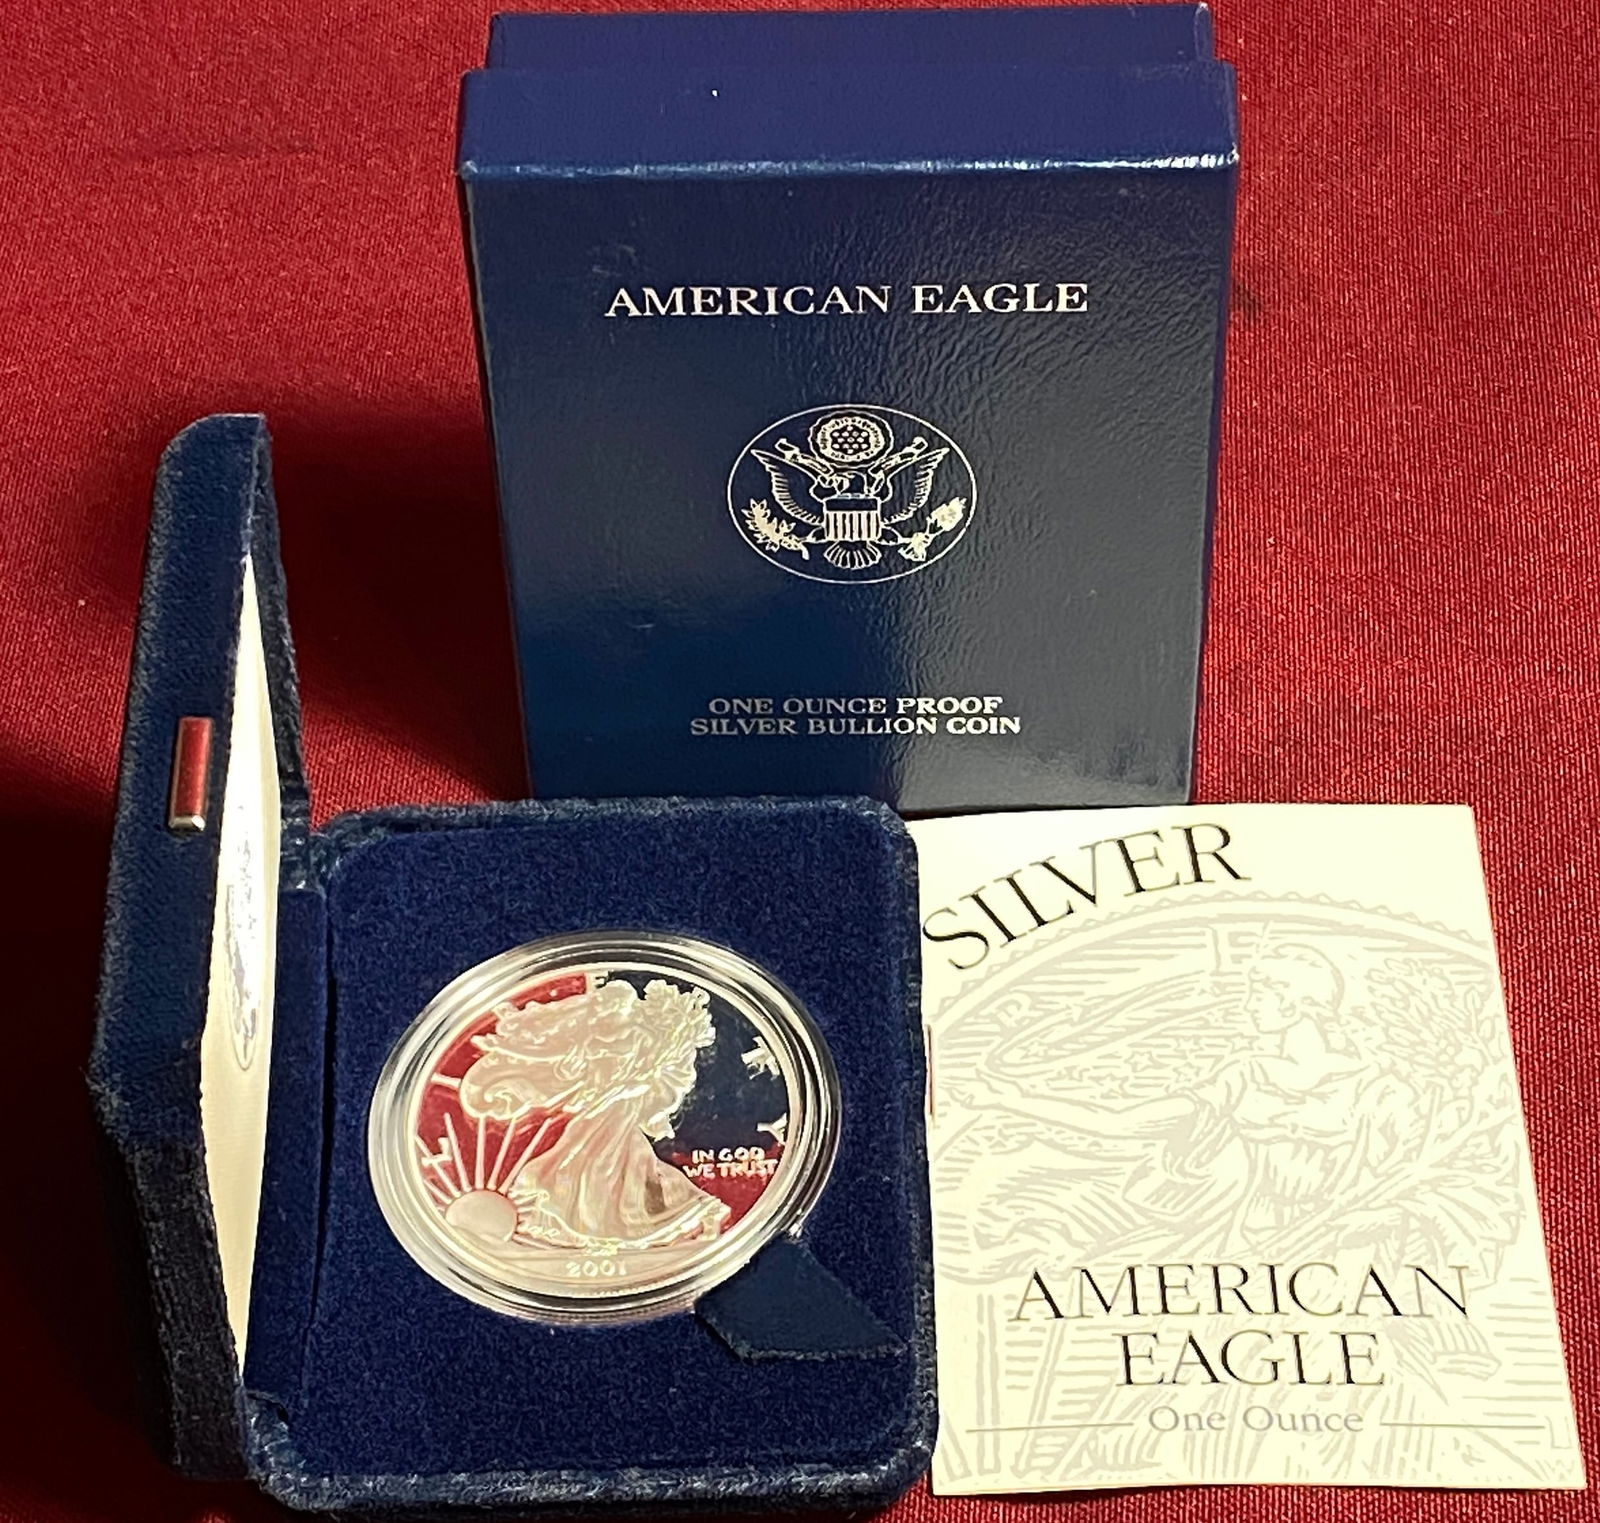 AMERICAN EAGLE
ONE OUNCE PROOF
SILVER BULLION COIN
IN GOD
WE TRUST
2001
SILVER
AMERICAN
EAGLE
One Ounce